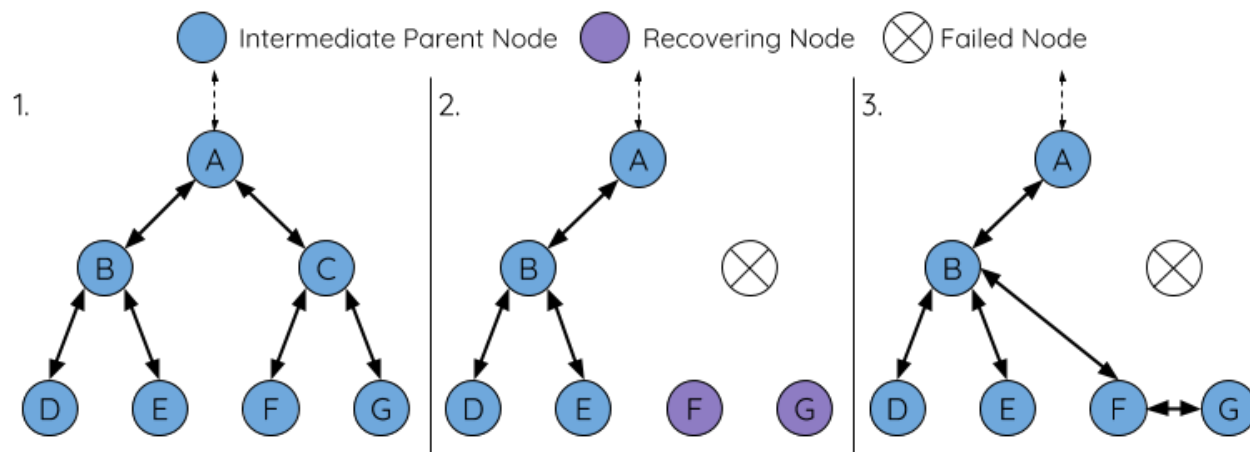 Intermediate Parent Node Recovering Node Failed Node
1. 2. 3.
A A A
B C B B
D E F G D E F G D E F G